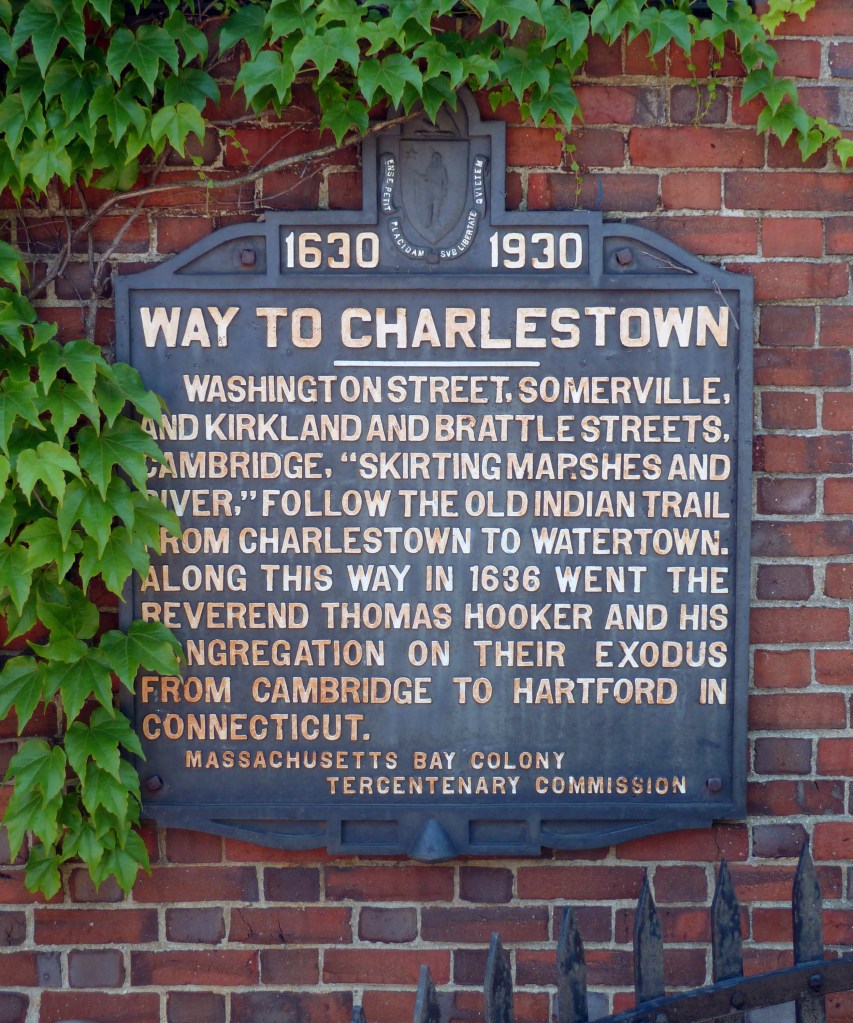 ENSE PETIT PLACIDAM SVB LIBERTATE QVIETEM
1630 1930
WAY TO CHARLESTOWN
WASHINGTON STREET, SOMERVILLE,
AND KIRKLAND AND BRATTLE STREETS,
CAMBRIDGE, "SKIRTING MARSHES AND
RIVER," FOLLOW THE OLD INDIAN TRAIL
FROM CHARLESTOWN TO WATERTOWN.
ALONG THIS WAY IN 1636 WENT THE
REVEREND THOMAS HOOKER AND HIS
CONGREGATION ON THEIR EXODUS
FROM CAMBRIDGE TO HARTFORD IN
CONNECTICUT.
MASSACHUSETTS BAY COLONY
TERCENTENARY COMMISSION